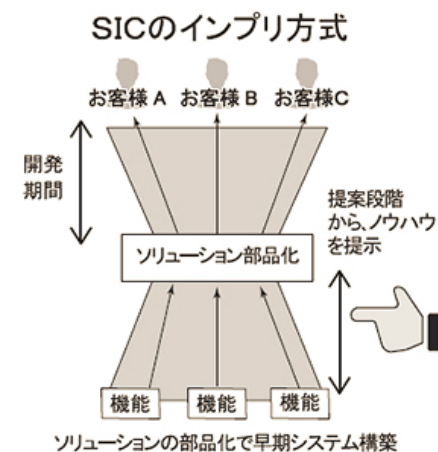 SICのインプリ方式
お客様A お客様B お客様C
開発
期間
提案段階
から、ノウハウ
を提示
ソリューション部品化
機能 機能 機能
ソリューションの部品化で早期システム構築